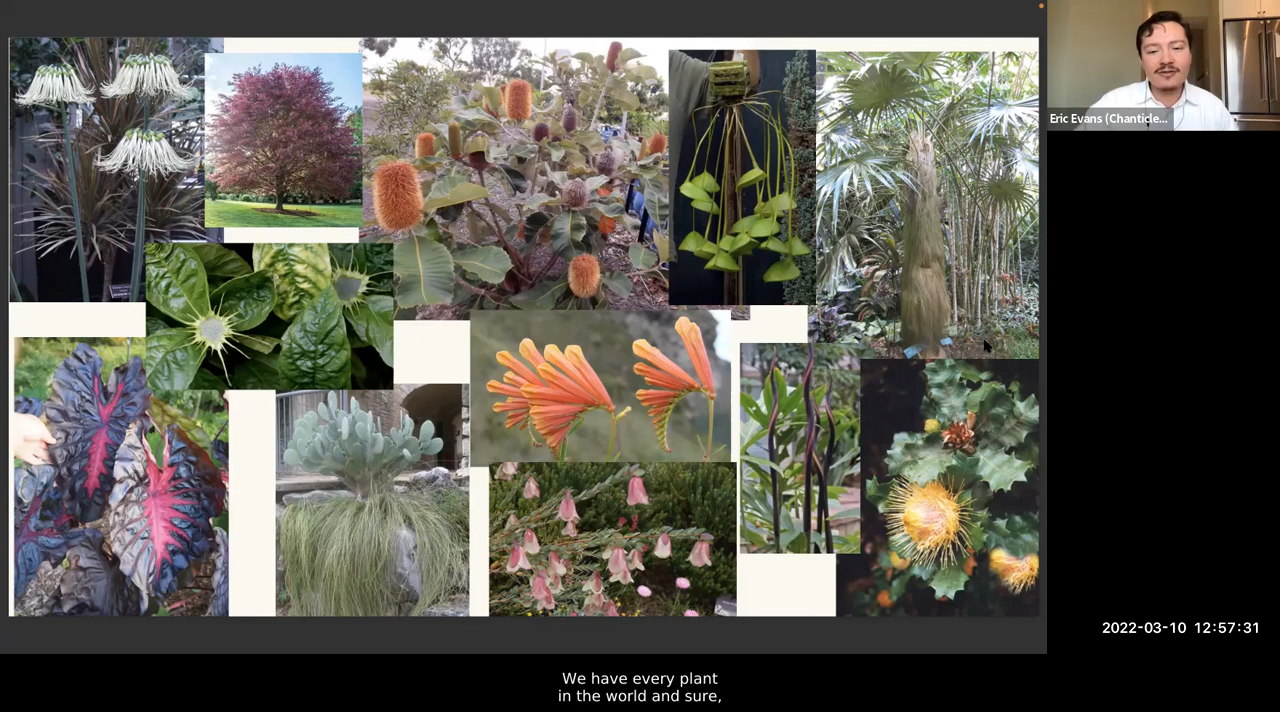 Eric Evans (Chanticle...
2022-03-10 12:57:31
We have every plant
in the world and sure,